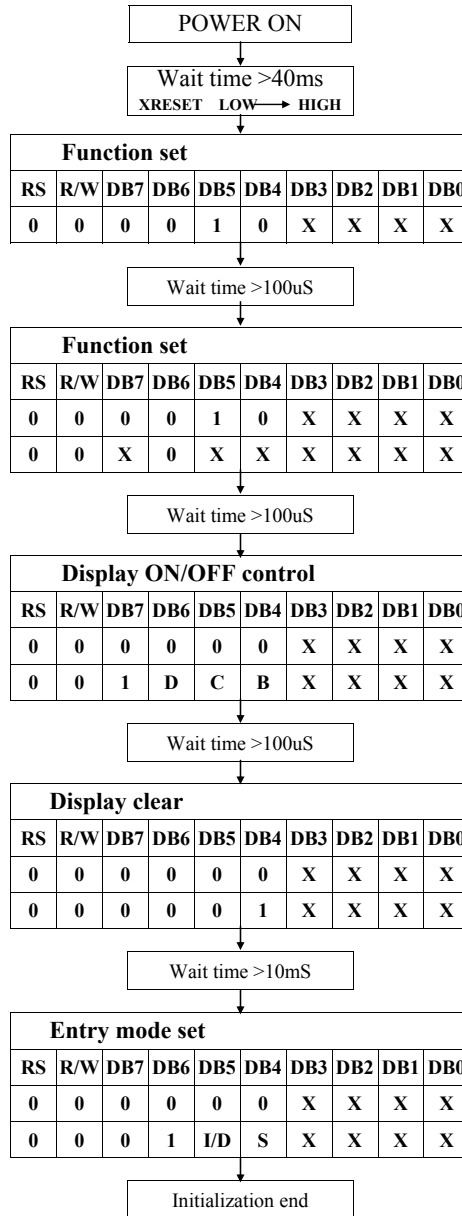 POWER ON
Wait time >40ms
XRESET LOW HIGH
Function set
RS R/W DB7 DB6 DB5 DB4 DB3 DB2 DB1 DB0
0 0 0 0 1 0 X X X X
Wait time >100uS
Function set
RS R/W DB7 DB6 DB5 DB4 DB3 DB2 DB1 DB0
0 0 0 0 1 0 X X X X
0 0 X 0 X X X X X X
Wait time >100uS
Display ON/OFF control
RS R/W DB7 DB6 DB5 DB4 DB3 DB2 DB1 DB0
0 0 0 0 0 0 X X X X
0 0 1 D C B X X X X
Wait time >100uS
Display clear
RS R/W DB7 DB6 DB5 DB4 DB3 DB2 DB1 DB0
0 0 0 0 0 0 X X X X
0 0 0 0 0 1 X X X X
Wait time >10mS
Entry mode set
RS R/W DB7 DB6 DB5 DB4 DB3 DB2 DB1 DB0
0 0 0 0 0 0 X X X X
0 0 0 1 I/D S X X X X
Initialization end